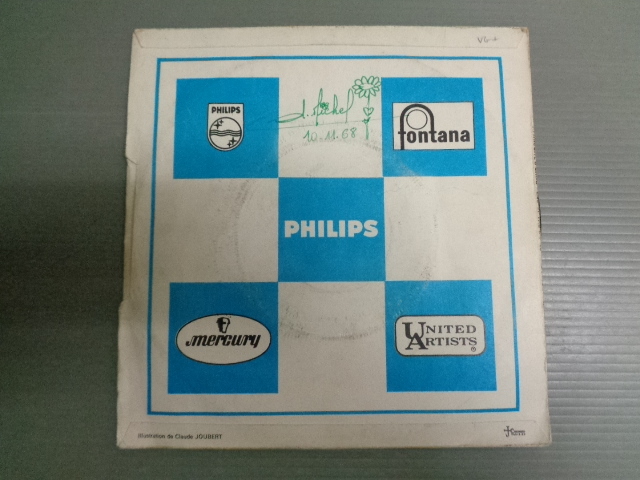 PHILIPS
10.11.68
fontana
PHILIPS
mercury
UNITED
ARTISTS
®
Illustration de Claude JOUBERT